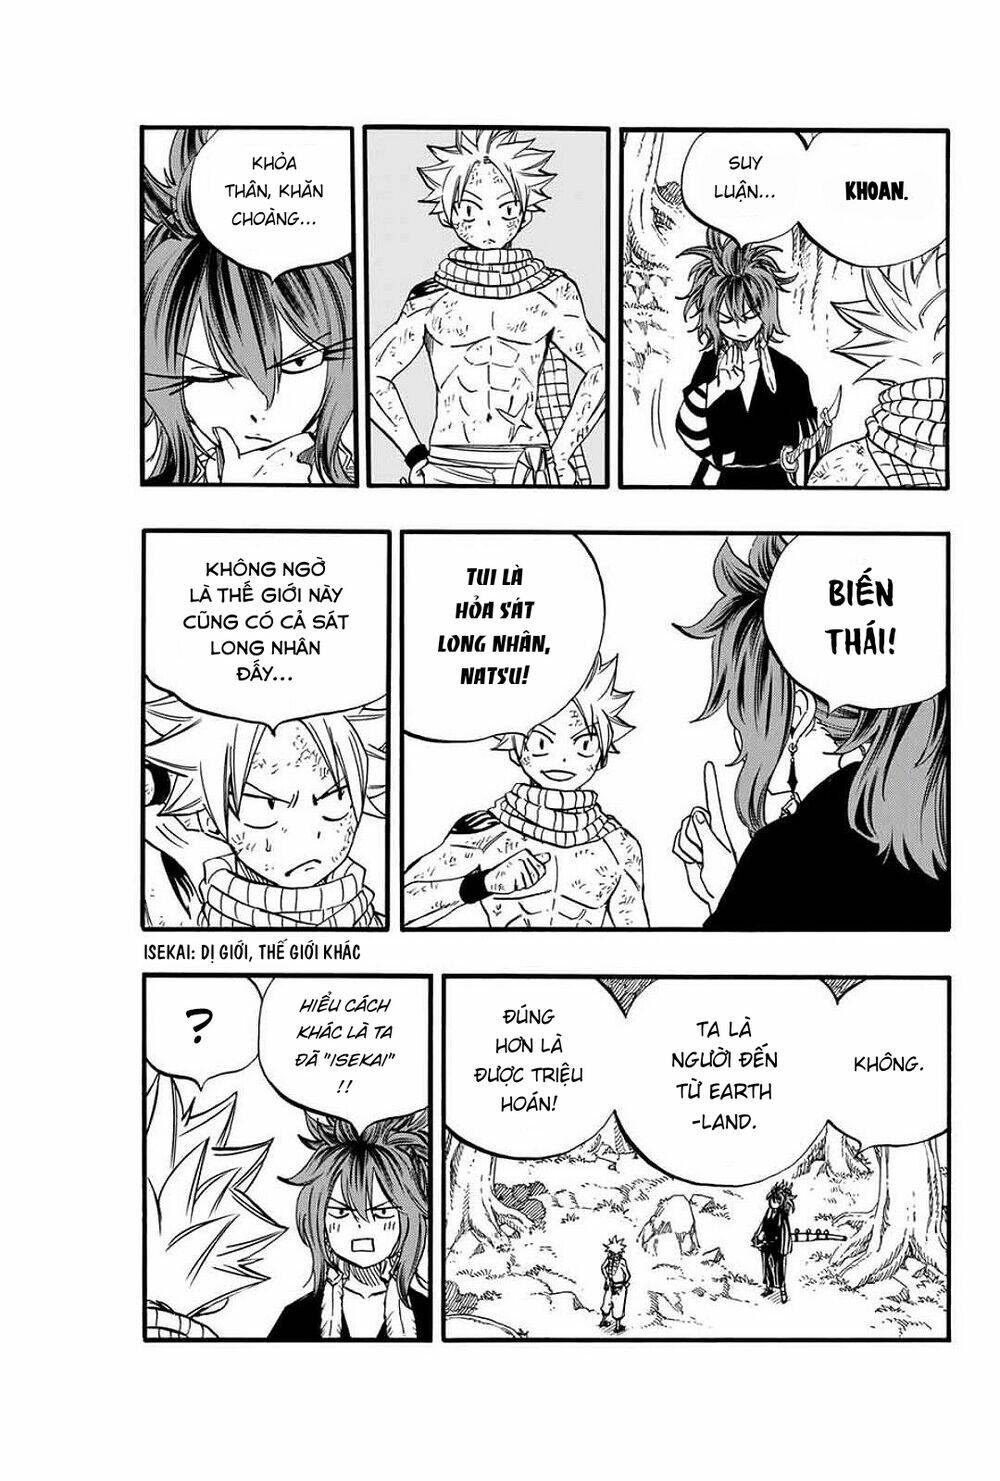 KHOAN.
SUY
LUẬN...
KHỎA
THÂN, KHĂN
CHOÀNG...
BIẾN
THÁI!
TUI LÀ
HỎA SÁT
LONG NHÂN,
NATSU!
KHÔNG NGỜ
LÀ THẾ GIỚI NÀY
CŨNG CÓ CẢ SÁT
LONG NHÂN
ĐẤY...
ISEKAI: DỊ GIỚI, THẾ GIỚI KHÁC
KHÔNG.
TA LÀ
NGƯỜI ĐẾN
TỪ EARTH
-LAND.
ĐÚNG
HƠN LÀ
ĐƯỢC TRIỆU
HOÁN!
HIỂU CÁCH
KHÁC LÀ TA
ĐÃ "ISEKAI"
!!
?